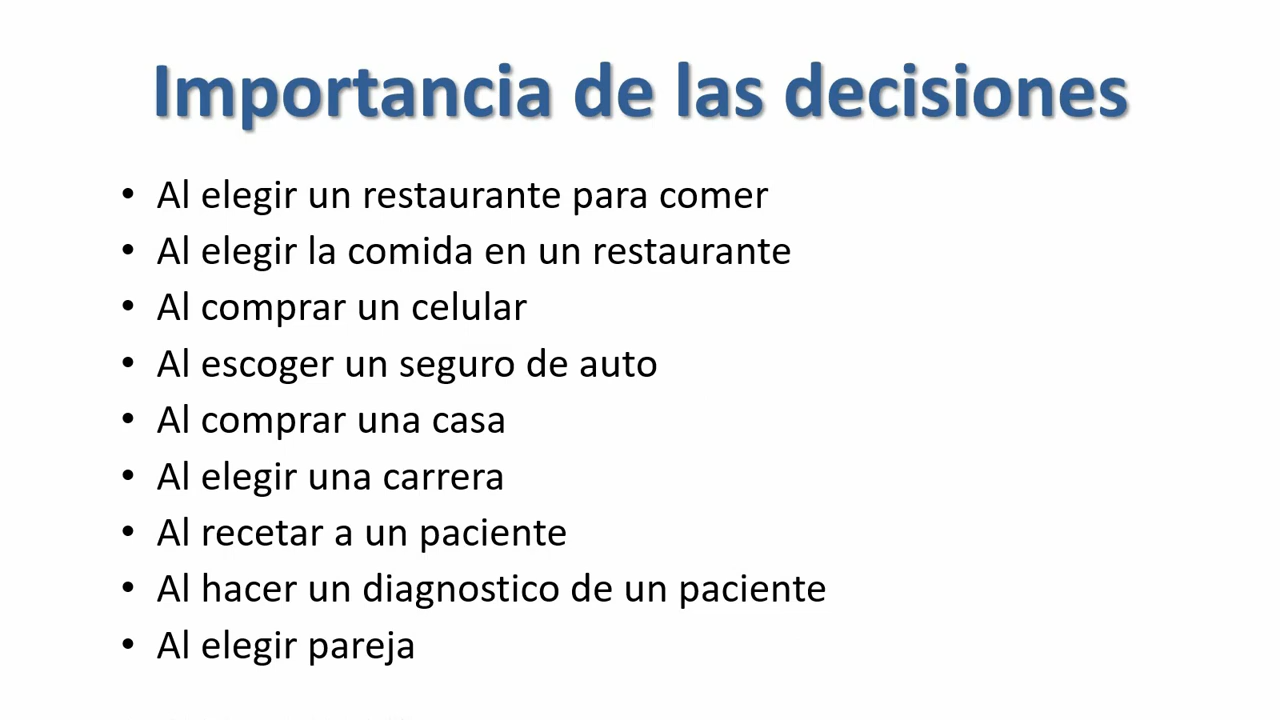 Importancia de las decisiones
• Al elegir un restaurante para comer
• Al elegir la comida en un restaurante
• Al comprar un celular
• Al escoger un seguro de auto
• Al comprar una casa
• Al elegir una carrera
• Al recetar a un paciente
• Al hacer un diagnostico de un paciente
• Al elegir pareja